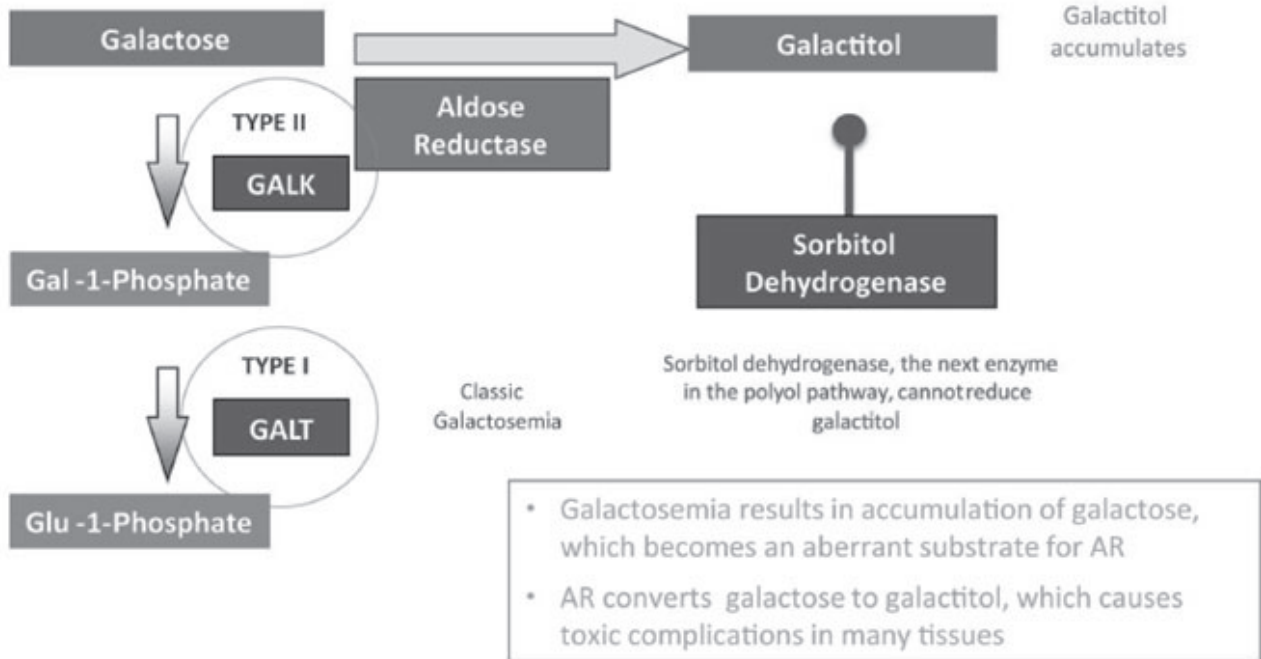 Galactose
Galactitol
Galactitol
accumulates
TYPE II
GALK
Aldose
Reductase
Gal -1-Phosphate
Sorbitol
Dehydrogenase
TYPE I
GALT
Classic
Galactosemia
Sorbitol dehydrogenase, the next enzyme
in the polyol pathway, cannot reduce
galactitol
Glu -1-Phosphate
• Galactosemia results in accumulation of galactose,
which becomes an aberrant substrate for AR
• AR converts galactose to galactitol, which causes
toxic complications in many tissues